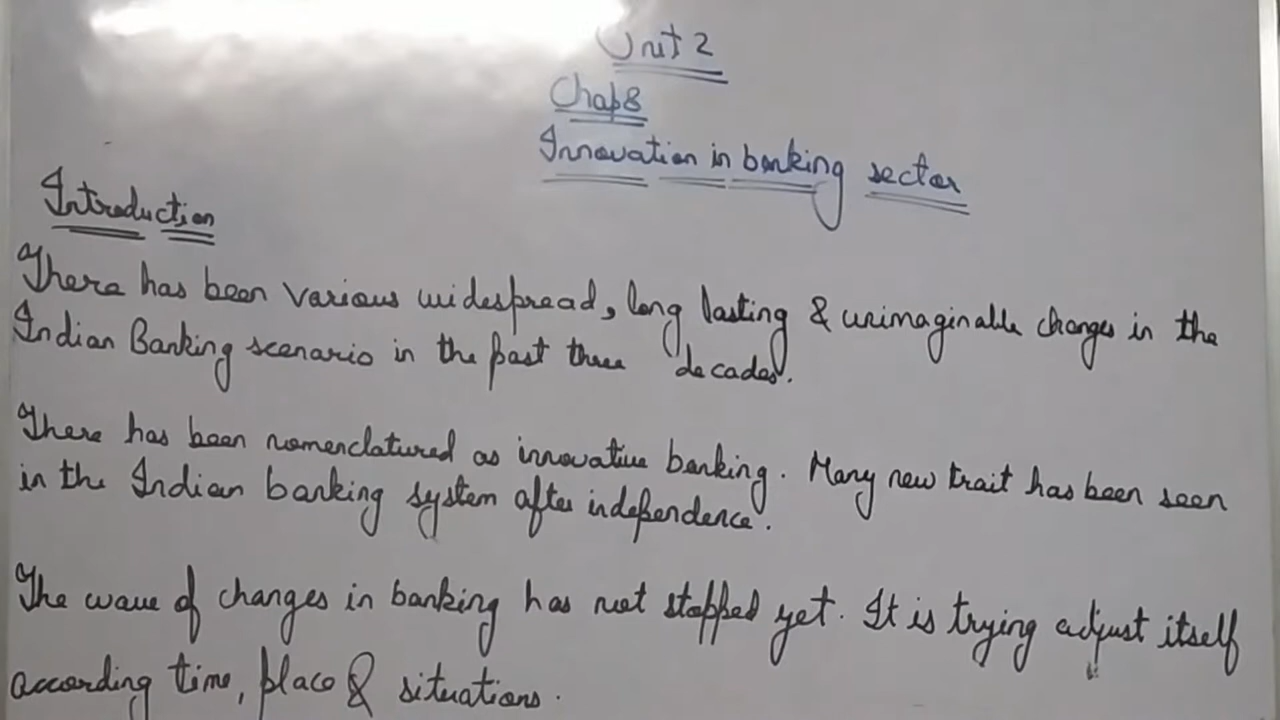 Unit 2
Chap 8
Innovation in banking sector
Introduction
There has been various widespread, long lasting & unimaginable changes in the
Indian Banking scenario in the past three decades.
There has been nomenclatured as innovative banking. Many new trait has been seen
in the Indian banking system after independence.
The wave of changes in banking has not stopped yet. It is trying adjust itself
according time, place & situations.